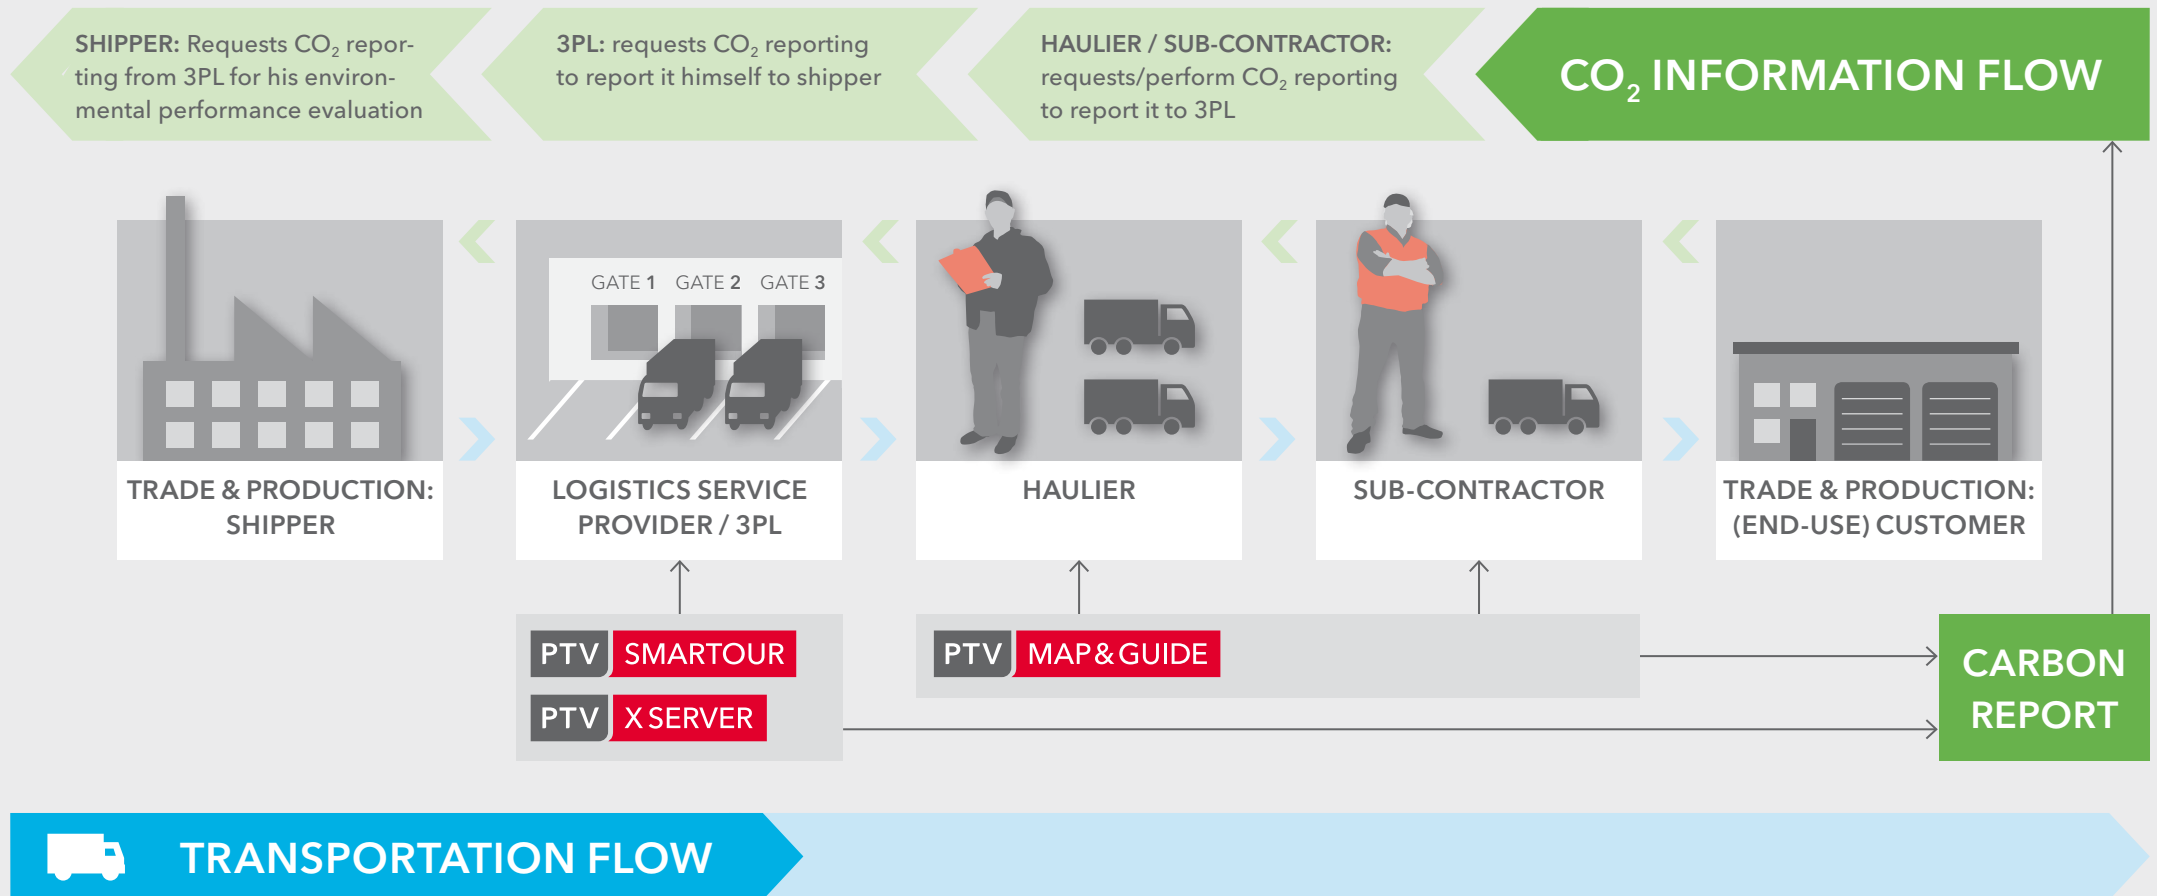 SHIPPER: Requests CO₂ repor-
ting from 3PL for his environ-
mental performance evaluation
3PL: requests CO₂ reporting
to report it himself to shipper
HAULIER / SUB-CONTRACTOR:
requests/perform CO₂ reporting
to report it to 3PL
CO₂ INFORMATION FLOW
GATE 1 GATE 2 GATE 3
TRADE & PRODUCTION:
SHIPPER
LOGISTICS SERVICE
PROVIDER / 3PL
HAULIER
SUB-CONTRACTOR
TRADE & PRODUCTION:
(END-USE) CUSTOMER
PTV SMARTOUR
PTV X SERVER
PTV MAP&GUIDE
CARBON
REPORT
TRANSPORTATION FLOW